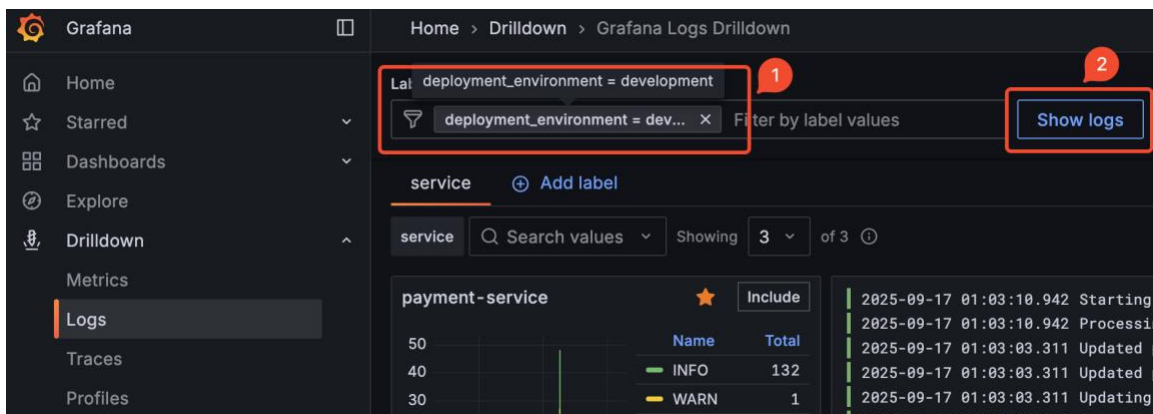 Grafana
Home > Drilldown > Grafana Logs Drilldown
Home
Starred
Dashboards
Explore
Drilldown
Metrics
Logs
Traces
Profiles
deployment_environment = development
1
2
deployment_environment = dev... × Filter by label values
Show logs
service
Add label
service
Search values
Showing 3 of 3
payment-service
Include
50
40
30
Name Total
INFO 132
WARN 1
2025-09-17 01:03:10.942 Starting
2025-09-17 01:03:10.942
2025-09-17 01:03:03.311 Updated
2025-09-17 01:03:03.311 Updated
2025-09-17 01:03:03.311 Updating